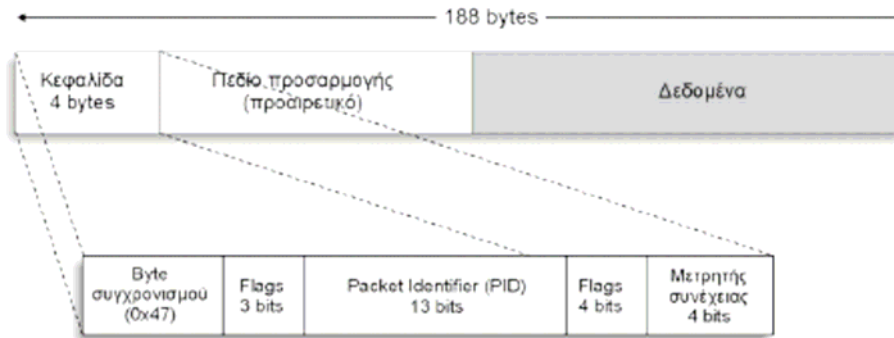 188 bytes
Κεφαλίδα
4 bytes
Πεδίο προσαρμογής
(προαιρετικό)
Δεδομένα
Byte
συγχρονισμού
(0x47)
Flags
3 bits
Packet Identifier (PID)
13 bits
Flags
4 bits
Μετρητής
συνέχειας
4 bits